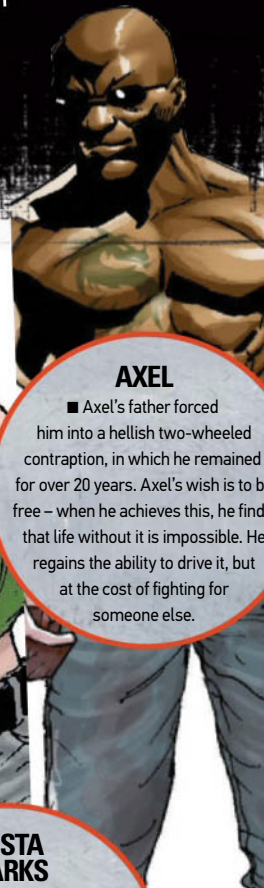 AXEL
■ Axel’s father forced
him into a hellish two-wheeled
contraption, in which he remained
for over 20 years. Axel’s wish is to b
free – when he achieves this, he find
that life without it is impossible. He
regains the ability to drive it, but
at the cost of fighting for
someone else.
STA
ARKS